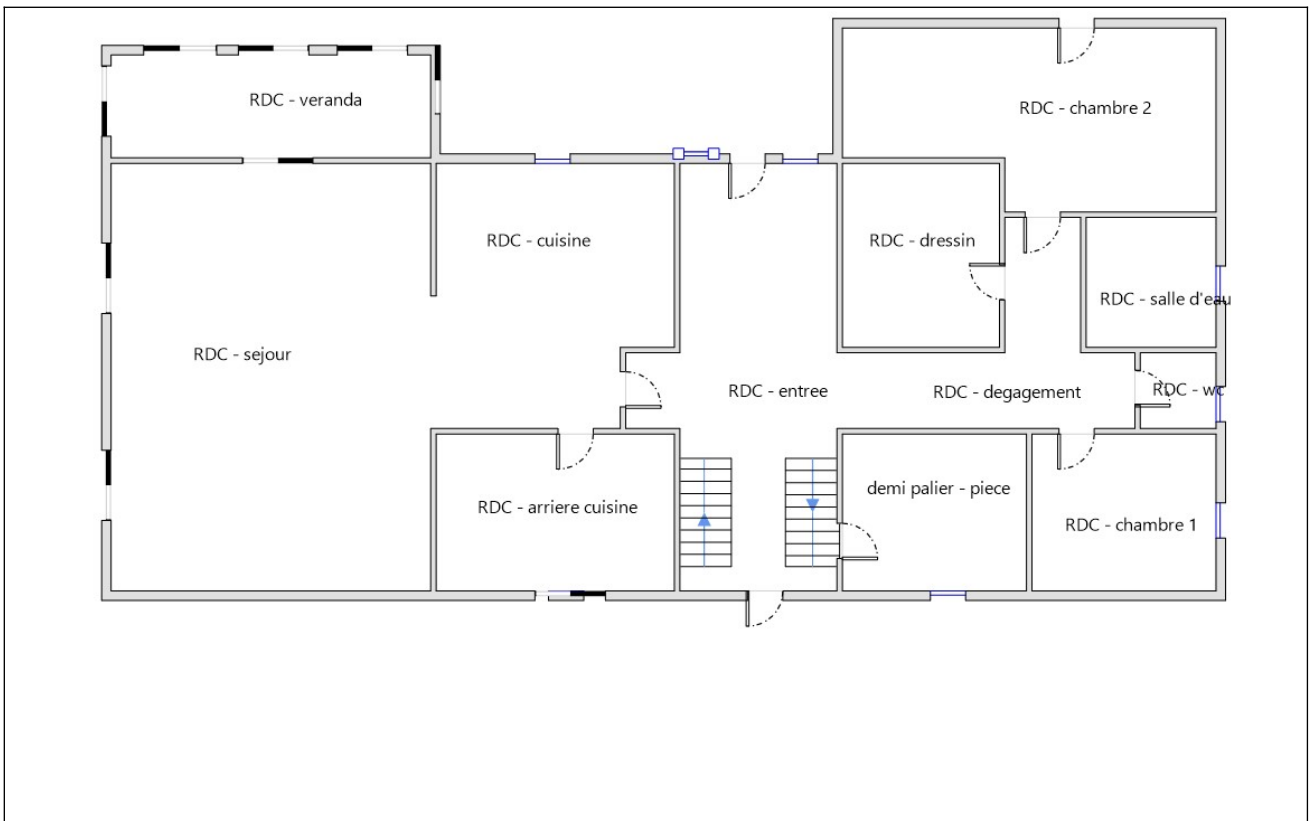 RDC - veranda
RDC - chambre 2
RDC - cuisine
RDC - dressin
RDC - salle d'eau
RDC - sejour
RDC - entree
RDC - degagement
RDC - wc
RDC - arriere cuisine
demi palier - piece
RDC - chambre 1